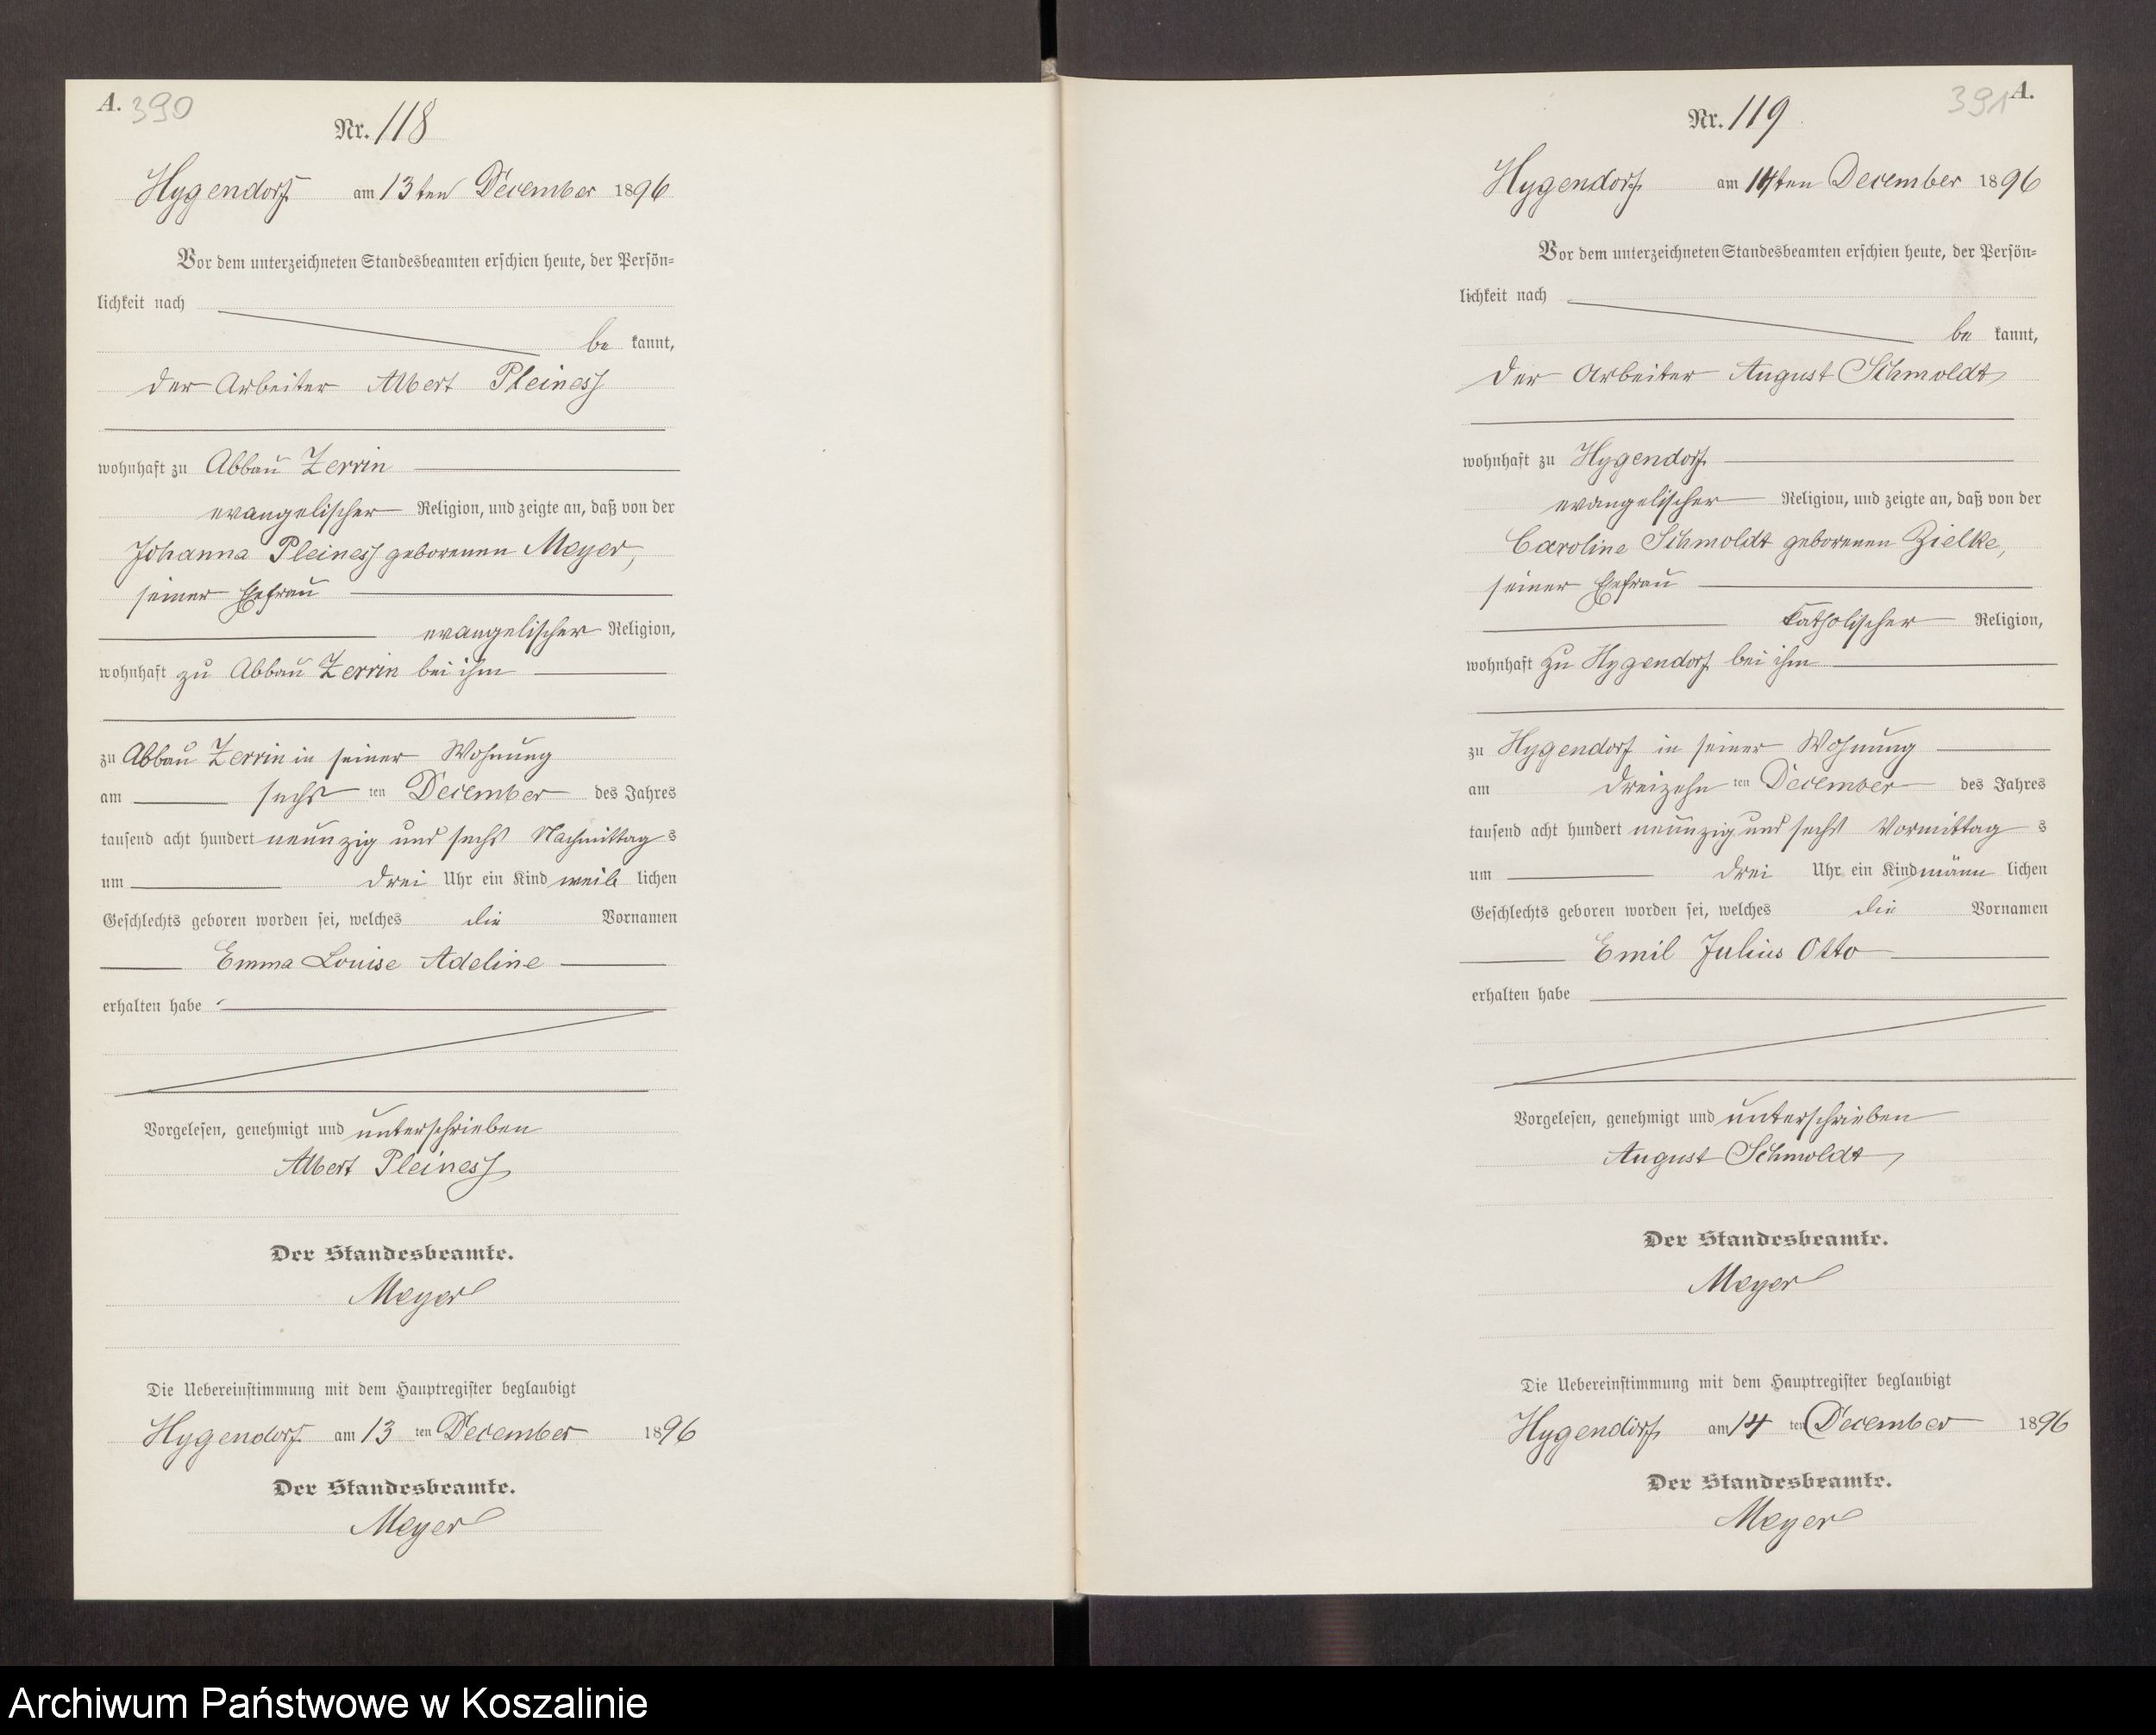 A. 390
Nr. 118
Hygendorf am 13ten December 1896
Vor dem unterzeichneten Standesbeamten erschien heute, der Persön=
lichkeit nach
be kannt,
der Arbeiter Albert Pleiness
wohnhaft zu Abbau Zerrin
evangelischer Religion, und zeigte an, daß von der
Johanna Pleiness geborenen Meyer,
seiner Ehefrau
evangelischer Religion,
wohnhaft zu Abbau Zerrin bei ihm
zu Abbau Zerrin in seiner Wohnung
am sechs ten December des Jahres
tausend acht hundert neunzig und sechs Nachmittag s
um drei Uhr ein Kind weib lichen
Geschlechts geboren worden sei, welches die Vornamen
Emma Louise Adeline
erhalten habe
Vorgelesen, genehmigt und unterschrieben
Albert Pleiness
Der Standesbeamte.
Meyer
Die Uebereinstimmung mit dem Hauptregister beglaubigt
Hygendorf am 13 ten December 1896
Der Standesbeamte.
Meyer
391 A.
Nr. 119
Hygendorf am 14ten December 1896
Vor dem unterzeichneten Standesbeamten erschien heute, der Persön=
lichkeit nach
be kannt,
der Arbeiter August Schmoldt
wohnhaft zu Hygendorf
evangelischer Religion, und zeigte an, daß von der
Caroline Schmoldt geborenen Zielke,
seiner Ehefrau
katholischer Religion,
wohnhaft zu Hygendorf bei ihm
zu Hygendorf in seiner Wohnung
am dreizehn ten December des Jahres
tausend acht hundert neunzig und sechs Vormittag s
um drei Uhr ein Kind männ lichen
Geschlechts geboren worden sei, welches die Vornamen
Emil Julius Otto
erhalten habe
Vorgelesen, genehmigt und unterschrieben
August Schmoldt
Der Standesbeamte.
Meyer
Die Uebereinstimmung mit dem Hauptregister beglaubigt
Hygendorf am 14 ten December 1896
Der Standesbeamte.
Meyer
Archiwum Państwowe w Koszalinie